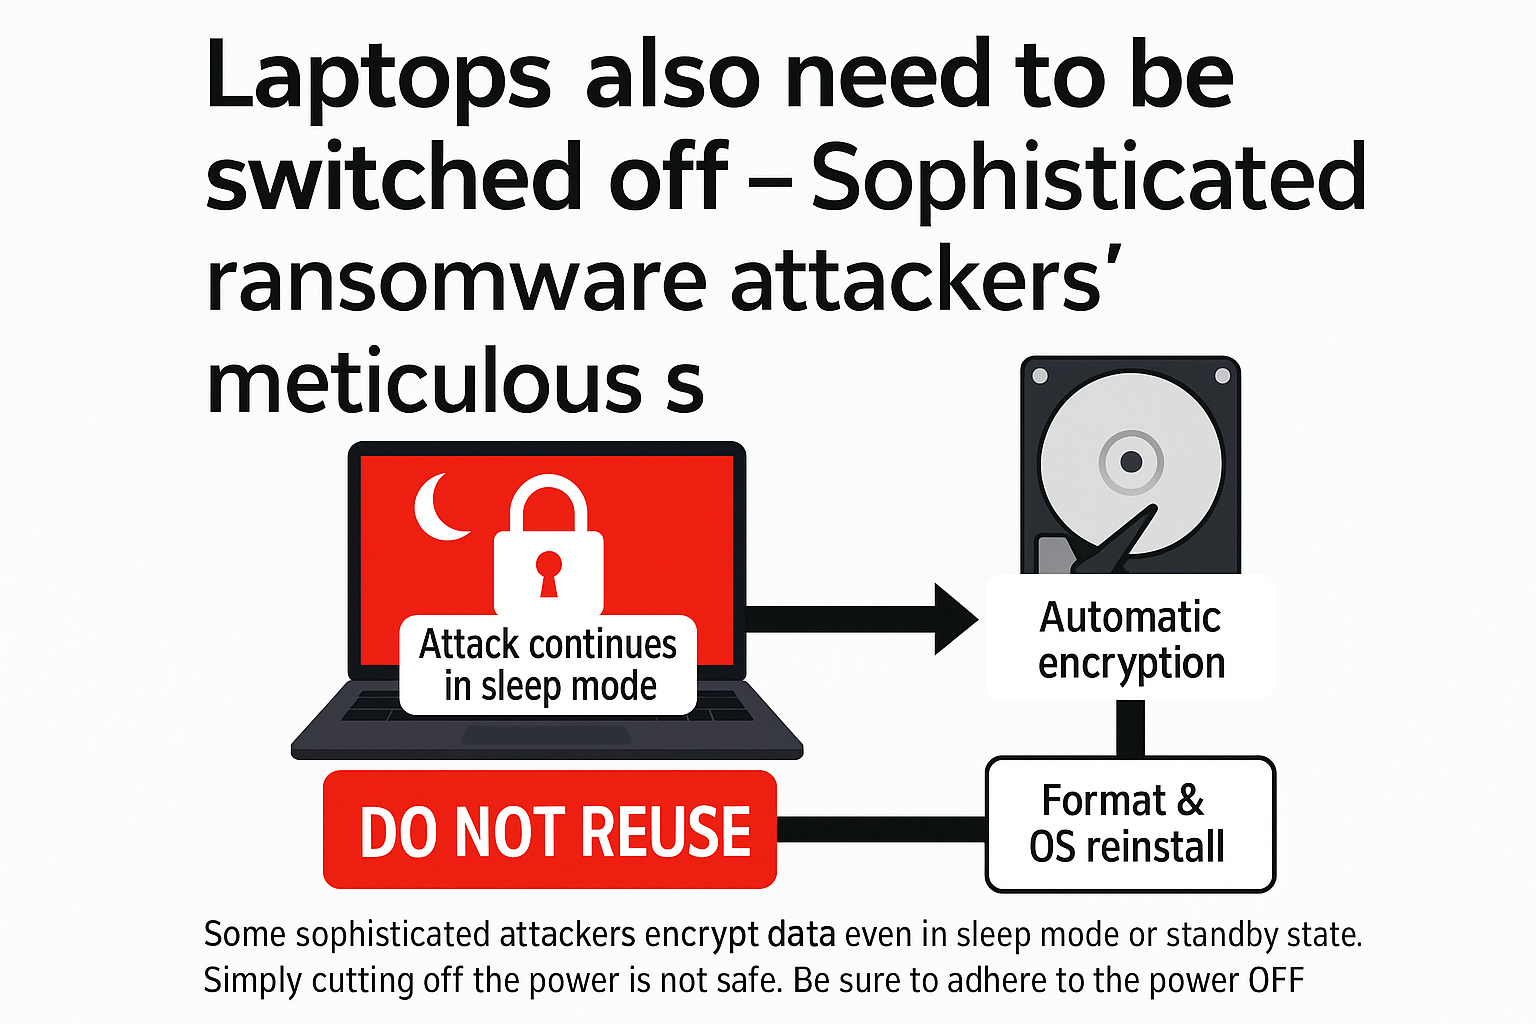 Laptops also need to be
switched off – Sophisticated
ransomware attackers’
meticulous s
Attack continues
in sleep mode
Automatic
encryption
Format &
OS reinstall
DO NOT REUSE
Some sophisticated attackers encrypt data even in sleep mode or standby state.
Simply cutting off the power is not safe. Be sure to adhere to the power OFF